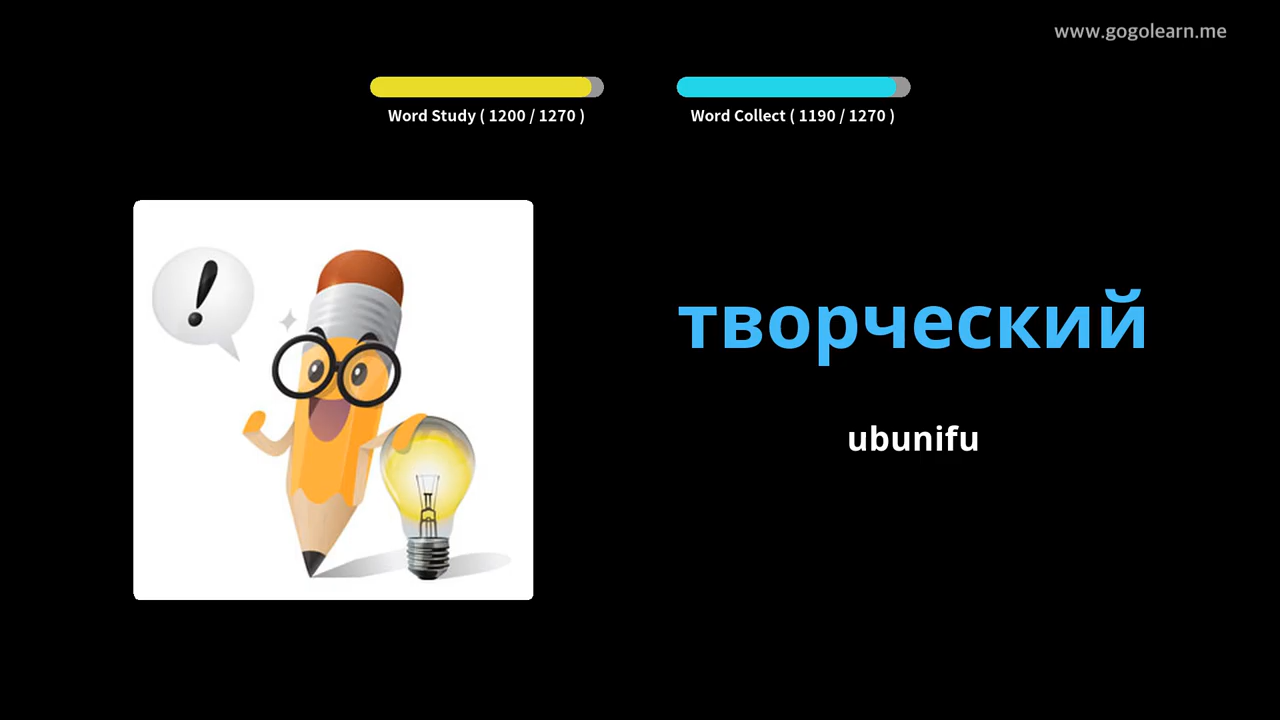 www.gogolearn.me
Word Study ( 1200 / 1270 )
Word Collect ( 1190 / 1270 )
!
творческий
ubunifu